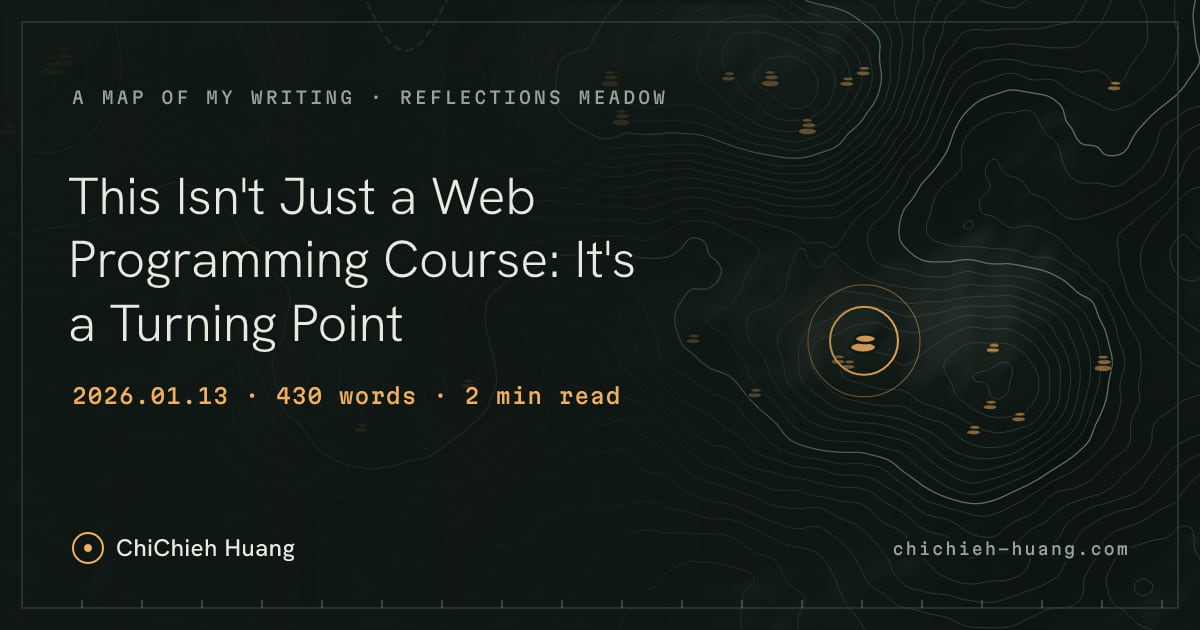 A MAP OF MY WRITING · REFLECTIONS MEADOW
This Isn't Just a Web
Programming Course: It's
a Turning Point
2026.01.13 · 430 words · 2 min read
ChiChieh Huang
chichieh-huang.com